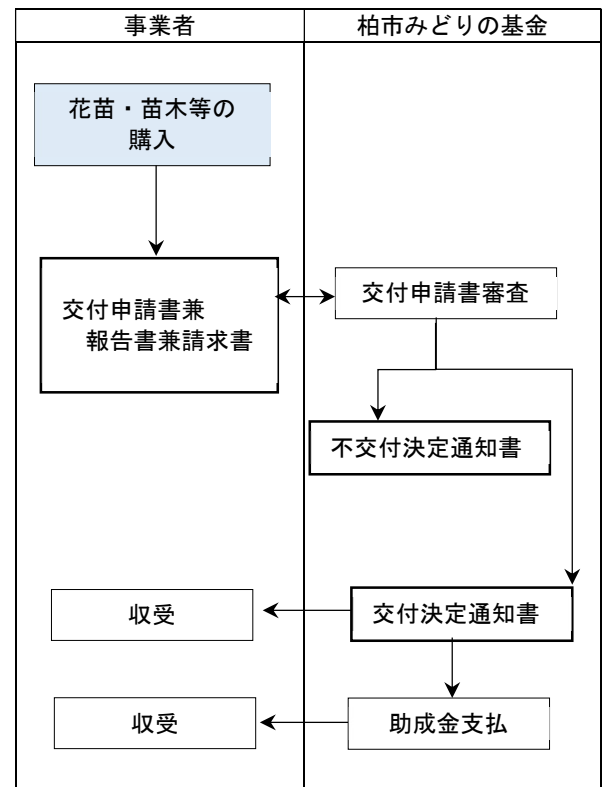 事業者
柏市みどりの基金
花苗・苗木等の
購入
交付申請書兼
報告書兼請求書
交付申請書審査
不交付決定通知書
収受
交付決定通知書
収受
助成金支払